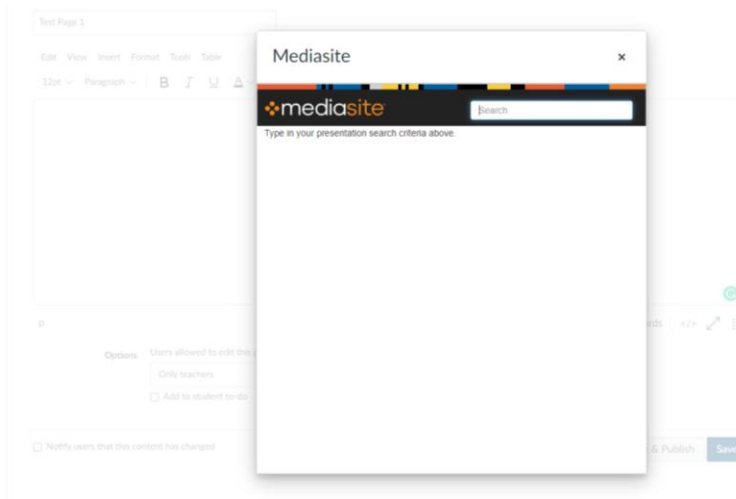 Test Page 1
Mediasite ×
Edit View Insert Format Tools Table
12pt Paragraph B I U A
mediasite Search
Type in your presentation search criteria above.
p </>
Options Users allowed to edit this
Only teachers
Add to student to-do
Notify users that this content has changed & Publish Save